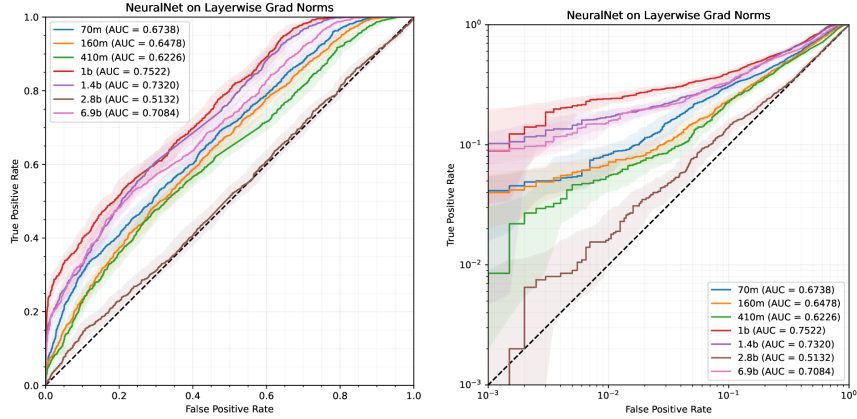 NeuralNet on Layerwise Grad Norms
1.0
0.8
0.6
0.4
0.2
0.0
True Positive Rate
70m (AUC = 0.6738)
160m (AUC = 0.6478)
410m (AUC = 0.6226)
1b (AUC = 0.7522)
1.4b (AUC = 0.7320)
2.8b (AUC = 0.5132)
6.9b (AUC = 0.7084)
0.0 0.2 0.4 0.6 0.8 1.0
False Positive Rate
NeuralNet on Layerwise Grad Norms
10⁰
10⁻¹
10⁻²
10⁻³
True Positive Rate
70m (AUC = 0.6738)
160m (AUC = 0.6478)
410m (AUC = 0.6226)
1b (AUC = 0.7522)
1.4b (AUC = 0.7320)
2.8b (AUC = 0.5132)
6.9b (AUC = 0.7084)
10⁻³ 10⁻² 10⁻¹ 10⁰
False Positive Rate